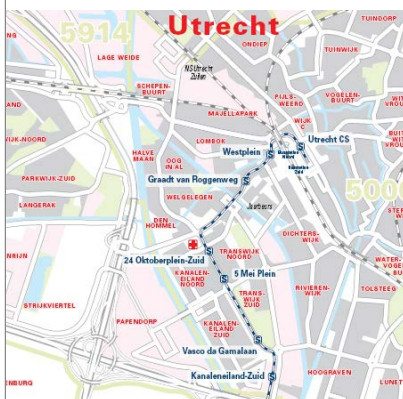 Utrecht
5914
TUINDORP
ONDIEP
TUINWIJK
LAGE WEIDE
NS Utrecht
Zuilen
SCHEPEN-
BUURT
PIJLS-
WEERD
VOGELEN-
BUURT
MAJELLAPARK
WIJK
C
LOMBOK
Utrecht CS
Westplein
WIJK-NOORD
HALVE
MAAN
OOG
IN AL
Graadt van Roggenweg
PARKWIJK-ZUID
WELGELEGEN
Jaarbeurs
LANGERAK
DEN
HOMMEL
DICHTERS-
WIJK
24 Oktoberplein-Zuid
TRANSWIJK
NOORD
5 Mei Plein
KANALEN-
EILAND
NOORD
TRANS-
WIJK
ZUID
RIVIEREN-
WIJK
TOLSTEEG
WATER-
STRIJKVIERTEL
PAPENDORP
KANALEN-
EILAND
ZUID
Vasco da Gamalaan
Kanaleneiland-Zuid
HOOGRAVEN
LUNET
ENBURG